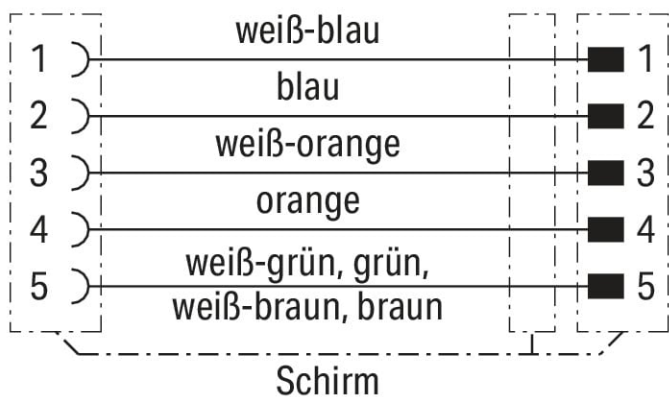 weiß-blau
1 1
blau
2 2
weiß-orange
3 3
orange
4 4
weiß-grün, grün,
5 5
weiß-braun, braun
Schirm